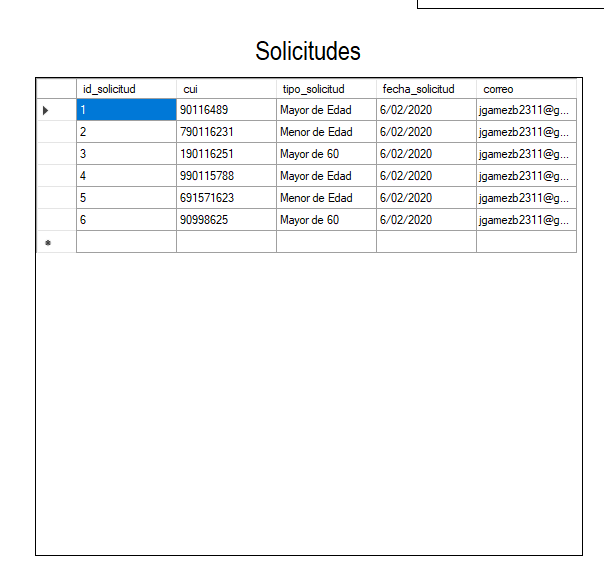 Solicitudes
id_solicitud cui tipo_solicitud fecha_solicitud correo
1 90116489 Mayor de Edad 6/02/2020 jgamezb2311@g...
2 790116231 Menor de Edad 6/02/2020 jgamezb2311@g...
3 190116251 Mayor de 60 6/02/2020 jgamezb2311@g...
4 990115788 Mayor de Edad 6/02/2020 jgamezb2311@g...
5 691571623 Menor de Edad 6/02/2020 jgamezb2311@g...
6 90998625 Mayor de 60 6/02/2020 jgamezb2311@g...